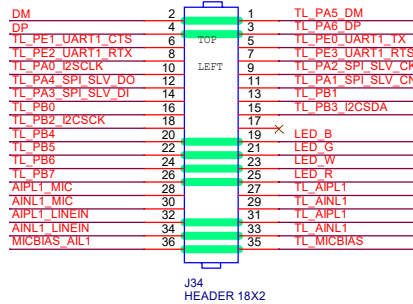 DM 2 1 TL_PA5_DM
DP 4 3 TL_PA6_DP
TL_PE1_UART1_CTS 6 TOP 5 TL_PE0_UART1_TX
TL_PE2_UART1_RTX 8 7 TL_PE3_UART1_RTS
TL_PA0_I2SCLK 10 LEFT 9 TL_PA2_SPI_SLV_CK
TL_PA4_SPI_SLV_DO 12 11 TL_PA1_SPI_SLV_CN
TL_PA3_SPI_SLV_DI 14 13 TL_PB1
TL_PB0 16 15 TL_PB3_I2CSDA
TL_PB2_I2CSCK 18 17
TL_PB4 20 19 LED_B
TL_PB5 22 21 LED_G
TL_PB6 24 23 LED_W
TL_PB7 26 25 LED_R
AIPL1_MIC 28 27 TL_AIPL1
AINL1_MIC 30 29 TL_AINL1
AIPL1_LINEIN 32 31 TL_AIPL1
AINL1_LINEIN 34 33 TL_AINL1
MICBIAS_AIL1 36 35 TL_MICBIAS
J34
HEADER 18X2